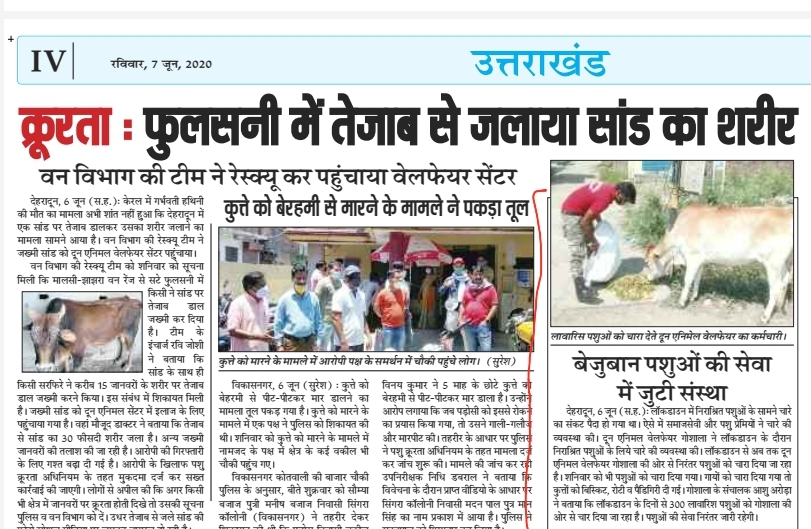 IV
रविवार, 7 जून, 2020
उत्तराखंड
क्रूरता : फुलसनी में तेजाब से जलाया सांड का शरीर
वन विभाग की टीम ने रेस्क्यू कर पहुंचाया वेलफेयर सेंटर
देहरादून, 6 जून (स.ह.): केरल में गर्भवती हथिनी
की मौत का मामला अभी शांत नहीं हुआ कि देहरादून में
एक सांड पर तेजाब डालकर उसका शरीर जलाने का
मामला सामने आया है। वन विभाग की रेस्क्यू टीम ने
जख्मी सांड को दून एनिमल वेलफेयर सेंटर पहुंचाया।
वन विभाग की रेस्क्यू टीम को शनिवार को सूचना
मिली कि मालसी-झाझरा वन रेंज से सटे फुलसनी में
किसी ने सांड पर
तेजाब डाल
जख्मी कर दिया
है। टीम के
इंचार्ज रवि जोशी
ने बताया कि
सांड के साथ ही
किसी सरफिरे ने करीब 15 जानवरों के शरीर पर तेजाब
डाल जख्मी करने किया। इस संबंध में शिकायत मिली
है। जख्मी सांड को दून एनिमल सेंटर में इलाज के लिए
पहुंचाया गया है। वहां मौजूद डाक्टर ने बताया कि तेजाब
से सांड का 30 फीसदी शरीर जला है। अन्य जख्मी
जानवरों की तलाश की जा रही है। आरोपी की गिरफ्तारी
के लिए गश्त बढ़ा दी गई है। आरोपी के खिलाफ पशु
क्रूरता अधिनियम के तहत मुकदमा दर्ज कर सख्त
कार्रवाई की जाएगी। लोगों से अपील की कि अगर किसी
भी क्षेत्र में जानवरों पर क्रूरता होती दिखे तो उसकी सूचना
पुलिस व वन विभाग को दें। उधर तेजाब से जले सांड की
कुत्ते को बेरहमी से मारने के मामले ने पकड़ा तूल
कुत्ते को मारने के मामले में आरोपी पक्ष के समर्थन में चौकी पहुंचे लोग। (सुरेश)
विकासनगर, 6 जून (सुरेश) : कुत्ते को
बेरहमी से पीट-पीटकर मार डालने का
मामला तूल पकड़ गया है। कुत्ते को मारने के
मामले में एक पक्ष ने पुलिस को शिकायत की
थी। शनिवार को कुत्ते को मारने के मामले में
नामजद के पक्ष में क्षेत्र के कई वकील भी
चौकी पहुंच गए।
विकासनगर कोतवाली की बाजार चौकी
पुलिस के अनुसार, बीते शुक्रवार को सौम्या
बजाज पुत्री मनीष बजाज निवासी सिंगरा
कॉलोनी (विकासनगर) ने तहरीर देकर
विनय कुमार ने 5 माह के छोटे कुत्ते को
बेरहमी से पीट-पीटकर मार डाला है। उन्होंने
आरोप लगाया कि जब पड़ोसी को इससे रोकने
का प्रयास किया गया, तो उसने गाली-गलौज
और मारपीट की। तहरीर के आधार पर पुलिस
ने पशु क्रूरता अधिनियम के तहत मामला दर्ज
कर जांच शुरू की। मामले की जांच कर रही
उपनिरीक्षक निधि डबराल ने बताया कि
विवेचना के दौरान प्राप्त वीडियो के आधार पर
सिंगरा कॉलोनी निवासी मदन पाल पुत्र मान
सिंह का नाम प्रकाश में आया है। पुलिस ने
लावारिस पशुओं को चारा देते दून एनिमेल वेलफेयर का कर्मचारी।
बेजुबान पशुओं की सेवा
में जुटी संस्था
देहरादून, 6 जून (स.ह.): लॉकडाउन में निराश्रित पशुओं के सामने चारे
का संकट पैदा हो गया था। ऐसे में समाजसेवी और पशु प्रेमियों ने चारे की
व्यवस्था की। दून एनिमल वेलफेयर गोशाला ने लॉकडाउन के दौरान
निराश्रित पशुओं के लिये चारे की व्यवस्था की। लॉकडाउन से अब तक दून
एनिमल वेलफेयर गोशाला की ओर से निरंतर पशुओं को चारा दिया जा रहा
है। शनिवार को भी पशुओं को चारा दिया गया। गायों को चारा दिया गया तो
कुत्तों को बिस्किट, रोटी व पैडिगिरी दी गई। गोशाला के संचालक आशु अरोड़ा
ने बताया कि लॉकडाउन के दिनों से 300 लावारिस पशुओं को गोशाला की
ओर से चार दिया जा रहा है। पशुओं की सेवा निरंतर जारी रहेगी।